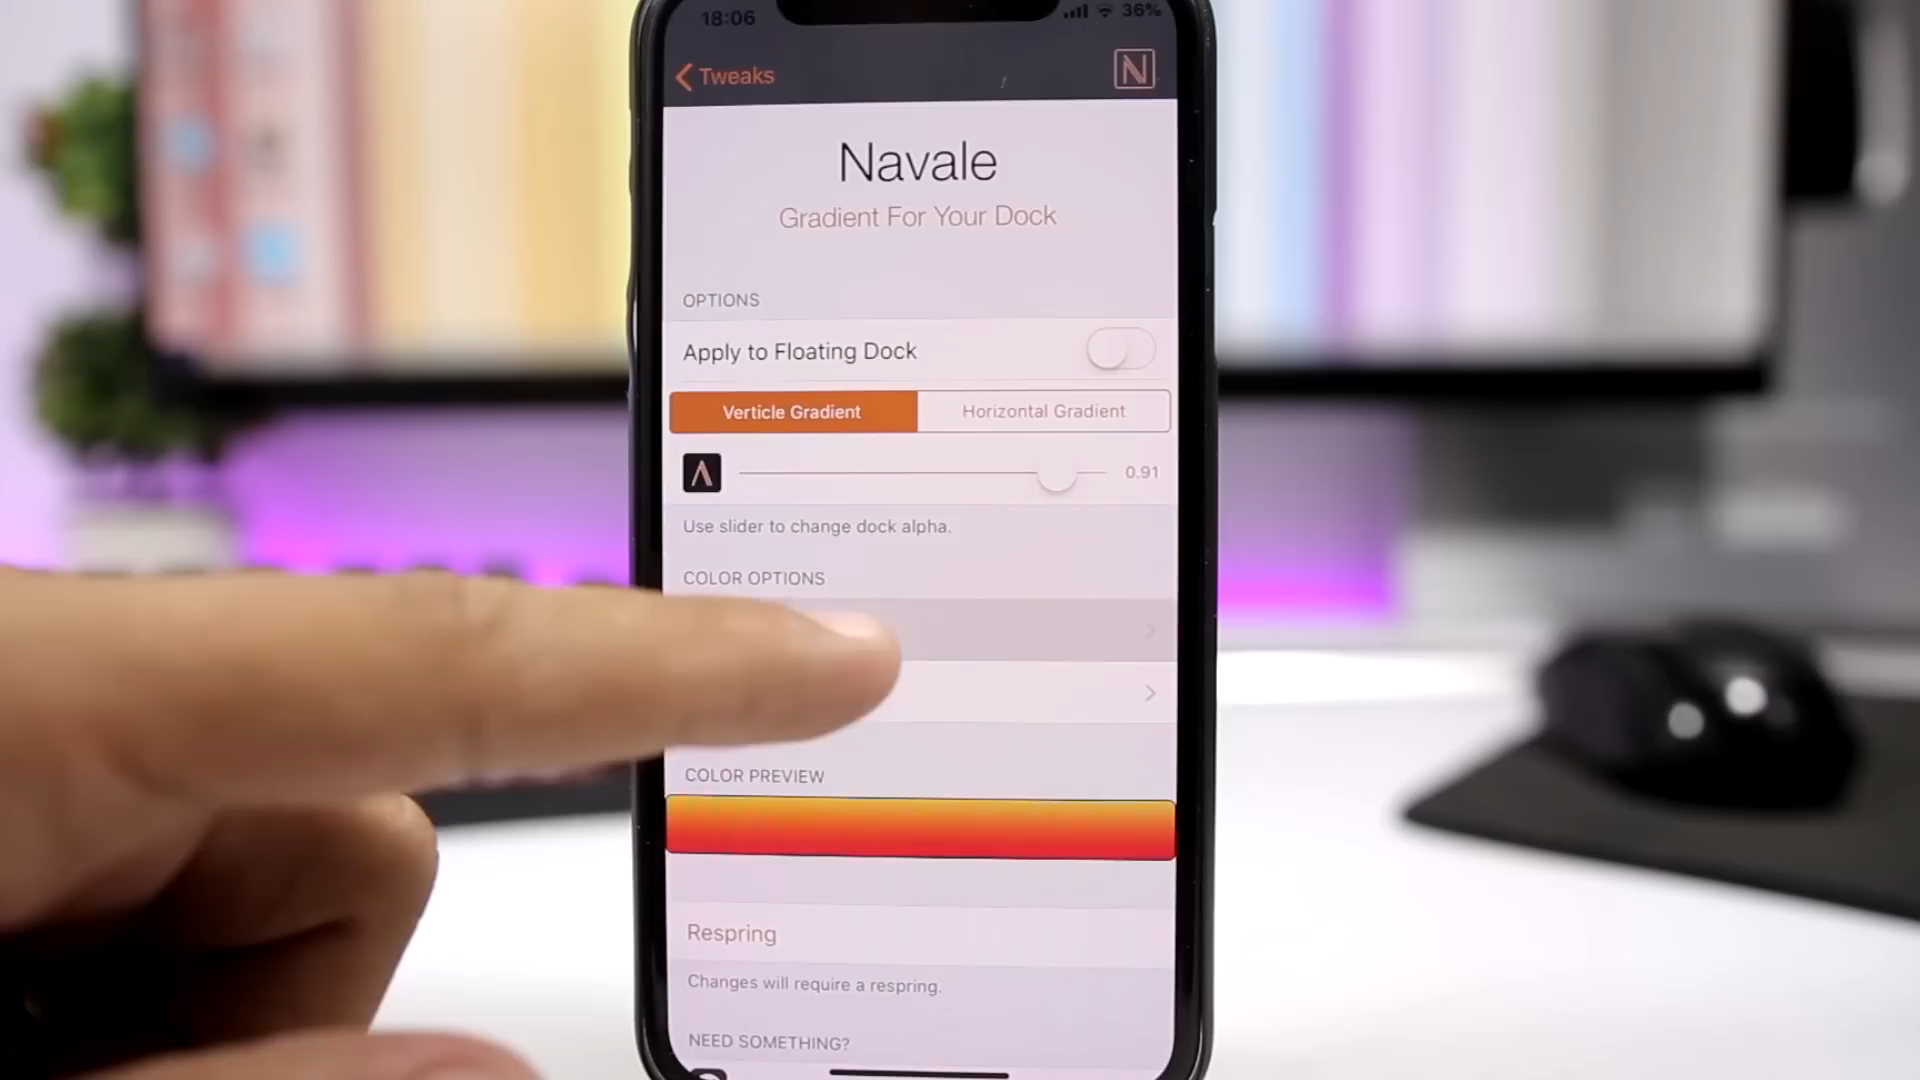 18:06
36%
Tweaks
N
Navale
Gradient For Your Dock
OPTIONS
Apply to Floating Dock
Verticle Gradient
Horizontal Gradient
0.91
Use slider to change dock alpha.
COLOR OPTIONS
COLOR PREVIEW
Respring
Changes will require a respring.
NEED SOMETHING?